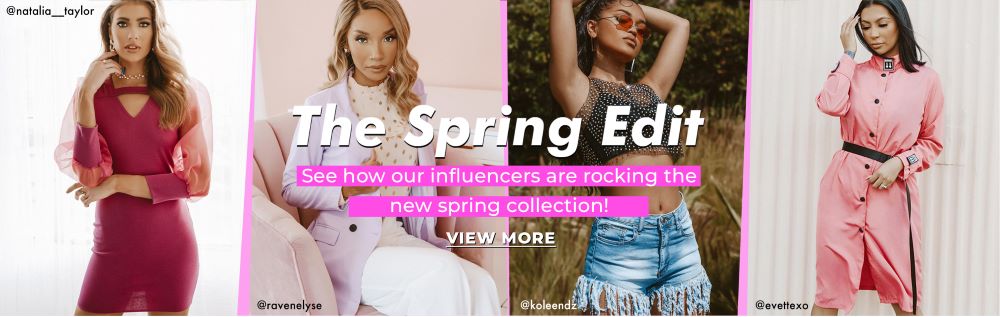 @natalia__taylor
The Spring Edit
See how our influencers are rocking the
new spring collection!
VIEW MORE
@ravenelyse
@koleendz
@evettexo